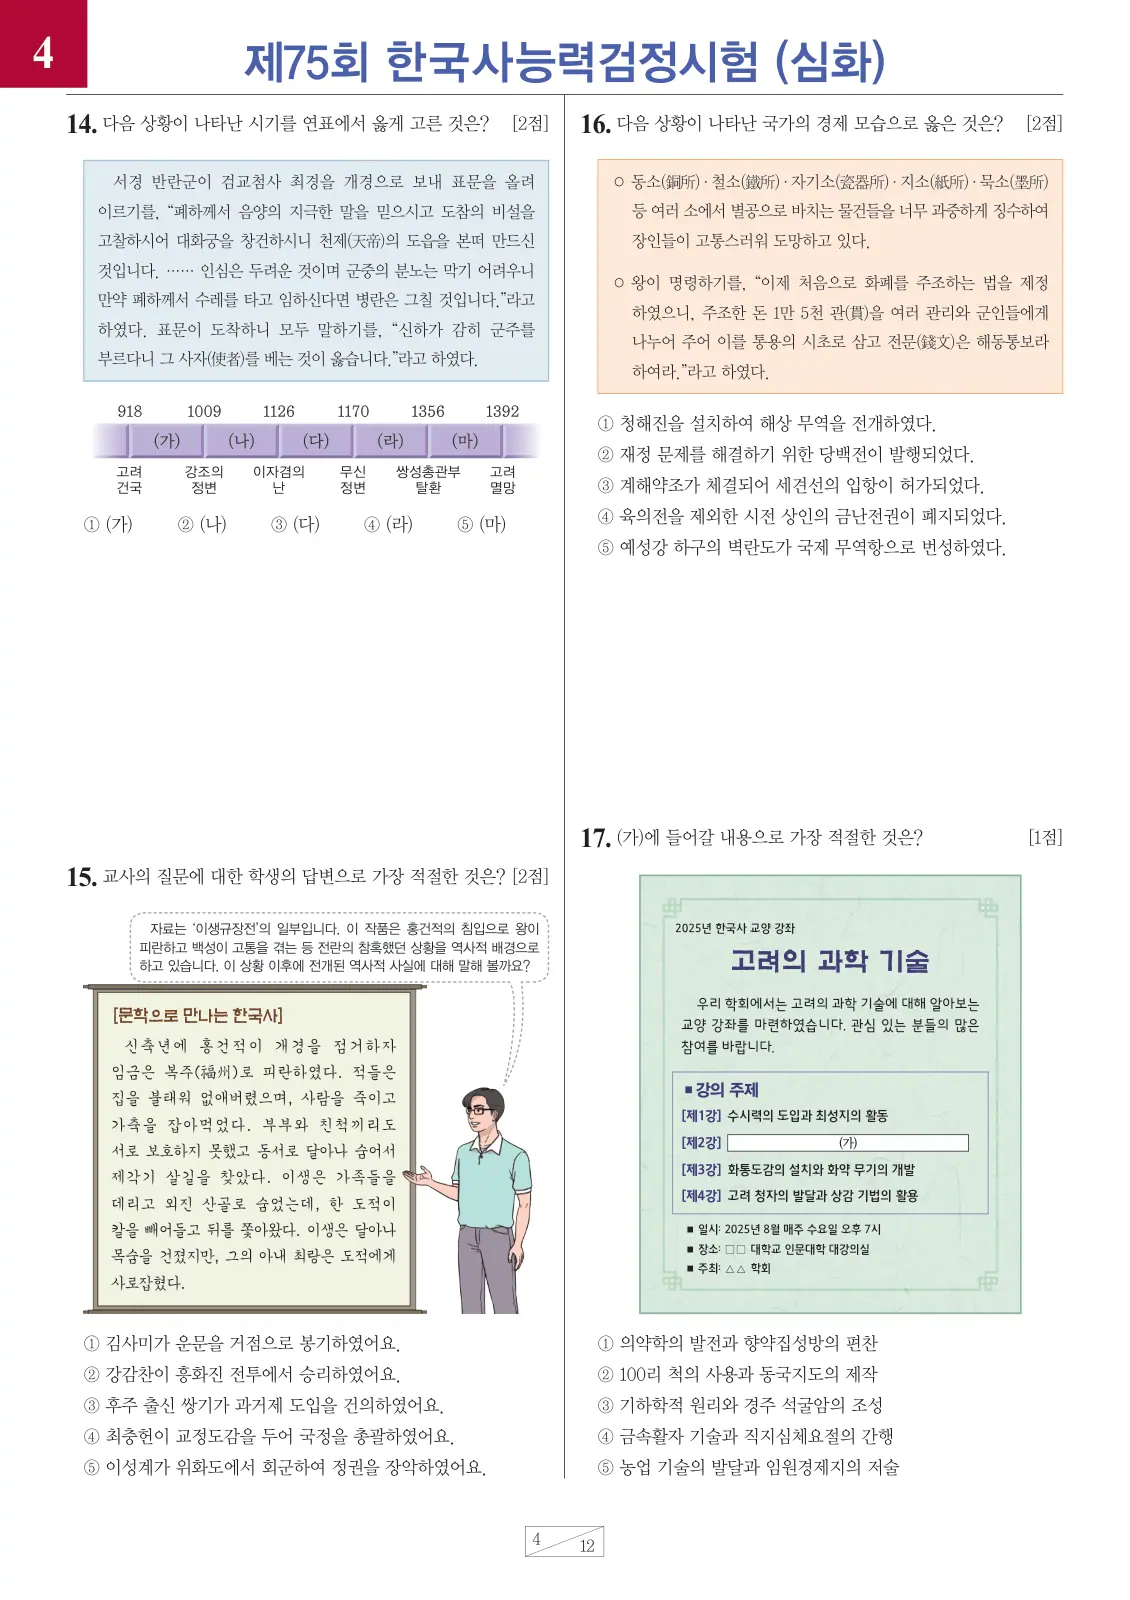 4
제75회 한국사능력검정시험 (심화)
14. 다음 상황이 나타난 시기를 연표에서 옳게 고른 것은? [2점]
서경 반란군이 검교첨사 최경을 개경으로 보내 표문을 올려
이르기를, “폐하께서 음양의 지극한 말을 믿으시고 도참의 비설을
고찰하시어 대화궁을 창건하시니 천제(天帝)의 도읍을 본떠 만드신
것입니다. …… 인심은 두려운 것이며 군중의 분노는 막기 어려우니
만약 폐하께서 수레를 타고 임하신다면 병란은 그칠 것입니다.”라고
하였다. 표문이 도착하니 모두 말하기를, “신하가 감히 군주를
부르다니 그 사자(使者)를 베는 것이 옳습니다.”라고 하였다.
918 1009 1126 1170 1356 1392
(가) (나) (다) (라) (마)
고려 강조의 이자겸의 무신 쌍성총관부 고려
건국 정변 난 정변 탈환 멸망
① (가) ② (나) ③ (다) ④ (라) ⑤ (마)
15. 교사의 질문에 대한 학생의 답변으로 가장 적절한 것은? [2점]
자료는 ‘이생규장전’의 일부입니다. 이 작품은 홍건적의 침입으로 왕이
피란하고 백성이 고통을 겪는 등 전란의 참혹했던 상황을 역사적 배경으로
하고 있습니다. 이 상황 이후에 전개된 역사적 사실에 대해 말해 볼까요?
[문학으로 만나는 한국사]
신축년에 홍건적이 개경을 점거하자
임금은 복주(福州)로 피란하였다. 적들은
집을 불태워 없애버렸으며, 사람을 죽이고
가축을 잡아먹었다. 부부와 친척끼리도
서로 보호하지 못했고 동서로 달아나 숨어서
제각기 살길을 찾았다. 이생은 가족들을
데리고 외진 산골로 숨었는데, 한 도적이
칼을 빼어들고 뒤를 쫓아왔다. 이생은 달아나
목숨을 건졌지만, 그의 아내 최랑은 도적에게
사로잡혔다.
① 김사미가 운문을 거점으로 봉기하였어요.
② 강감찬이 흥화진 전투에서 승리하였어요.
③ 후주 출신 쌍기가 과거제 도입을 건의하였어요.
④ 최충헌이 교정도감을 두어 국정을 총괄하였어요.
⑤ 이성계가 위화도에서 회군하여 정권을 장악하였어요.
16. 다음 상황이 나타난 국가의 경제 모습으로 옳은 것은? [2점]
○ 동소(銅所)·철소(鐵所)·자기소(瓷器所)·지소(紙所)·묵소(墨所)
등 여러 소에서 별공으로 바치는 물건들을 너무 과중하게 징수하여
장인들이 고통스러워 도망하고 있다.
○ 왕이 명령하기를, “이제 처음으로 화폐를 주조하는 법을 제정
하였으니, 주조한 돈 1만 5천 관(貫)을 여러 관리와 군인들에게
나누어 주어 이를 통용의 시초로 삼고 전문(錢文)은 해동통보라
하여라.”라고 하였다.
① 청해진을 설치하여 해상 무역을 전개하였다.
② 재정 문제를 해결하기 위한 당백전이 발행되었다.
③ 계해약조가 체결되어 세견선의 입항이 허가되었다.
④ 육의전을 제외한 시전 상인의 금난전권이 폐지되었다.
⑤ 예성강 하구의 벽란도가 국제 무역항으로 번성하였다.
17. (가)에 들어갈 내용으로 가장 적절한 것은? [1점]
2025년 한국사 교양 강좌
고려의 과학 기술
우리 학회에서는 고려의 과학 기술에 대해 알아보는
교양 강좌를 마련하였습니다. 관심 있는 분들의 많은
참여를 바랍니다.
■ 강의 주제
[제1강] 수시력의 도입과 최성지의 활동
[제2강] (가)
[제3강] 화통도감의 설치와 화약 무기의 개발
[제4강] 고려 청자의 발달과 상감 기법의 활용
■ 일시: 2025년 8월 매주 수요일 오후 7시
■ 장소: □□ 대학교 인문대학 대강의실
■ 주최: △△ 학회
① 의약학의 발전과 향약집성방의 편찬
② 100리 척의 사용과 동국지도의 제작
③ 기하학적 원리와 경주 석굴암의 조성
④ 금속활자 기술과 직지심체요절의 간행
⑤ 농업 기술의 발달과 임원경제지의 저술
4
12